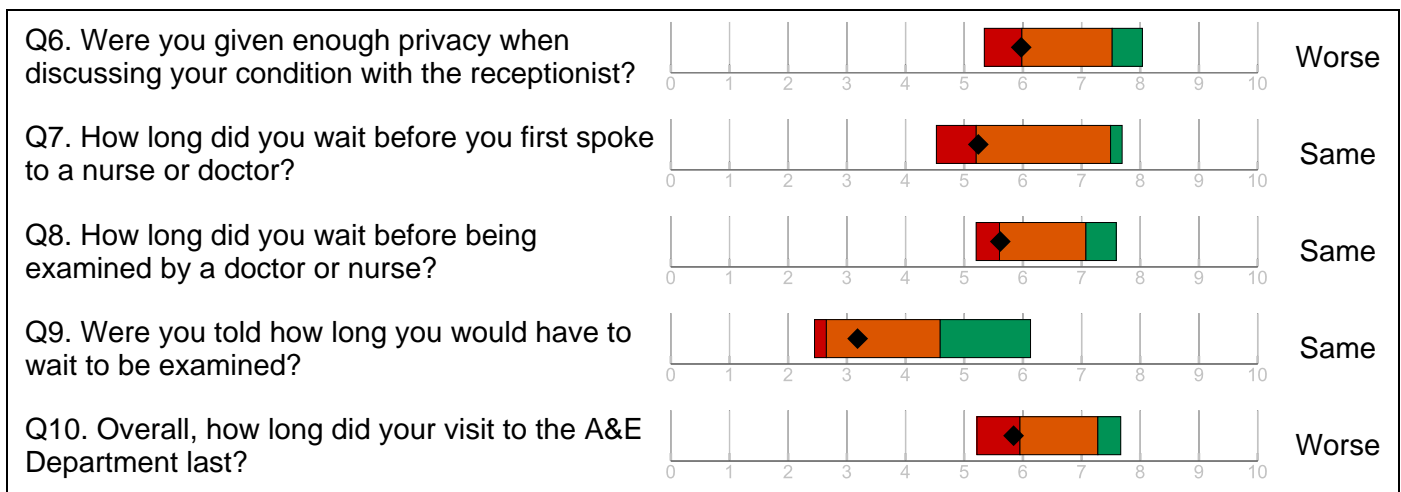 Q6. Were you given enough privacy when
discussing your condition with the receptionist?
0 1 2 3 4 5 6 7 8 9 10
Worse
Q7. How long did you wait before you first spoke
to a nurse or doctor?
0 1 2 3 4 5 6 7 8 9 10
Same
Q8. How long did you wait before being
examined by a doctor or nurse?
0 1 2 3 4 5 6 7 8 9 10
Same
Q9. Were you told how long you would have to
wait to be examined?
0 1 2 3 4 5 6 7 8 9 10
Same
Q10. Overall, how long did your visit to the A&E
Department last?
0 1 2 3 4 5 6 7 8 9 10
Worse